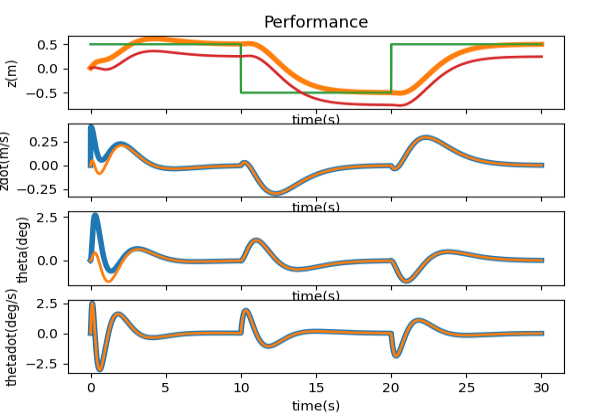 Performance
z(m)
0.5
0.0
−0.5
time(s)
zdot(m/s)
0.25
0.00
−0.25
time(s)
theta(deg)
2.5
0.0
time(s)
thetadot(deg/s)
2.5
0.0
−2.5
0 5 10 15 20 25 30
time(s)